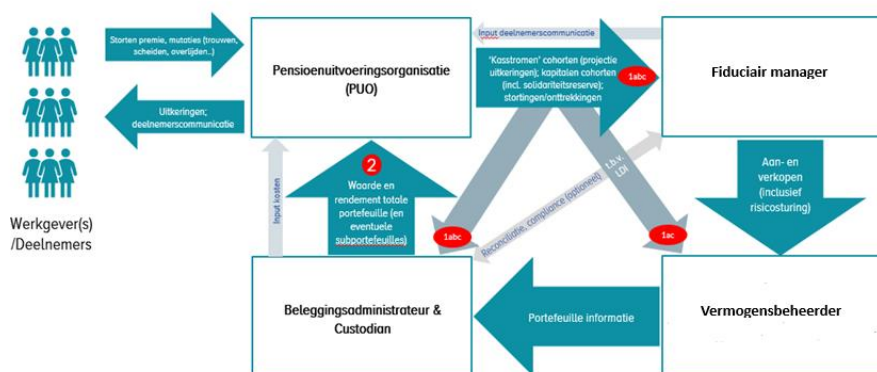 Storten premie, mutaties (trouwen,
scheiden, overlijden..)
Uitkeringen;
deelnemerscommunicatie
Werkgever(s)
/Deelnemers
Pensioenuitvoeringsorganisatie
(PUO)
Input deelnemerscommunicatie
'Kasstromen' cohorten (projectie
uitkeringen); kapitalen cohorten
(incl. solidariteitsreserve);
stortingen/onttrekkingen
1abc
Fiduciair manager
Input kosten
2
Waarde en
rendement totale
portefeuille (en
eventuele
subportefeuilles)
1abc
Reconciliatie, compliance (optioneel)
t.b.v.
LDI
1ac
Aan- en
verkopen
(inclusief
risicosturing)
Beleggingsadministrateur &
Custodian
Portefeuille informatie
Vermogensbeheerder